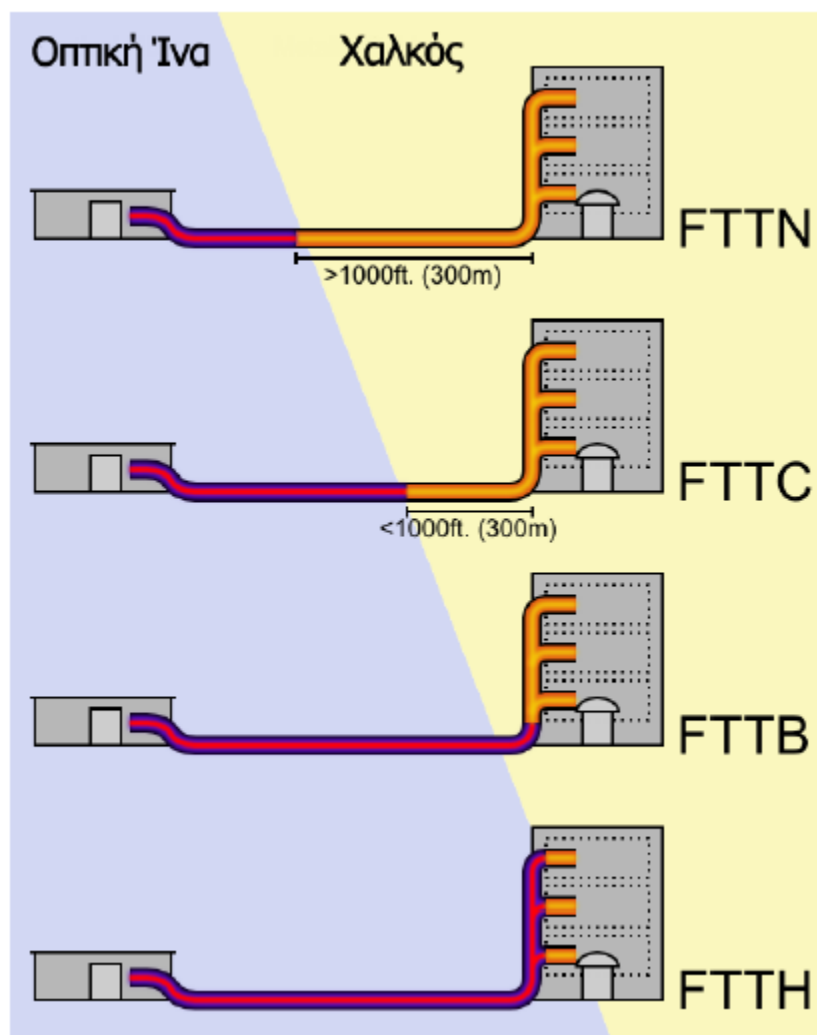 Οπτική Ίνα
Χαλκός
FTTN
>1000ft. (300m)
FTTC
<1000ft. (300m)
FTTB
FTTH